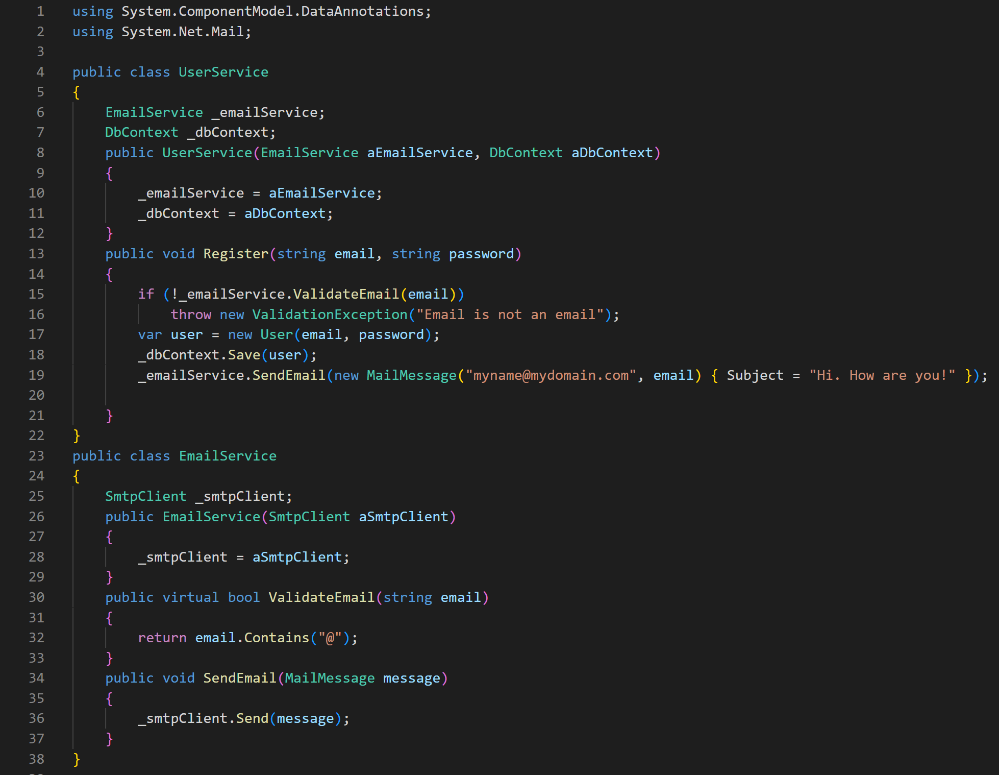 1 using System.ComponentModel.DataAnnotations;
2 using System.Net.Mail;
3
4 public class UserService
5 {
6 EmailService _emailService;
7 DbContext _dbContext;
8 public UserService(EmailService aEmailService, DbContext aDbContext)
9 {
10 _emailService = aEmailService;
11 _dbContext = aDbContext;
12 }
13 public void Register(string email, string password)
14 {
15 if (!_emailService.ValidateEmail(email))
16 throw new ValidationException("Email is not an email");
17 var user = new User(email, password);
18 _dbContext.Save(user);
19 _emailService.SendEmail(new MailMessage("myname@mydomain.com", email) { Subject = "Hi. How are you!" });
20
21 }
22 }
23 public class EmailService
24 {
25 SmtpClient _smtpClient;
26 public EmailService(SmtpClient aSmtpClient)
27 {
28 _smtpClient = aSmtpClient;
29 }
30 public virtual bool ValidateEmail(string email)
31 {
32 return email.Contains("@");
33 }
34 public void SendEmail(MailMessage message)
35 {
36 _smtpClient.Send(message);
37 }
38 }